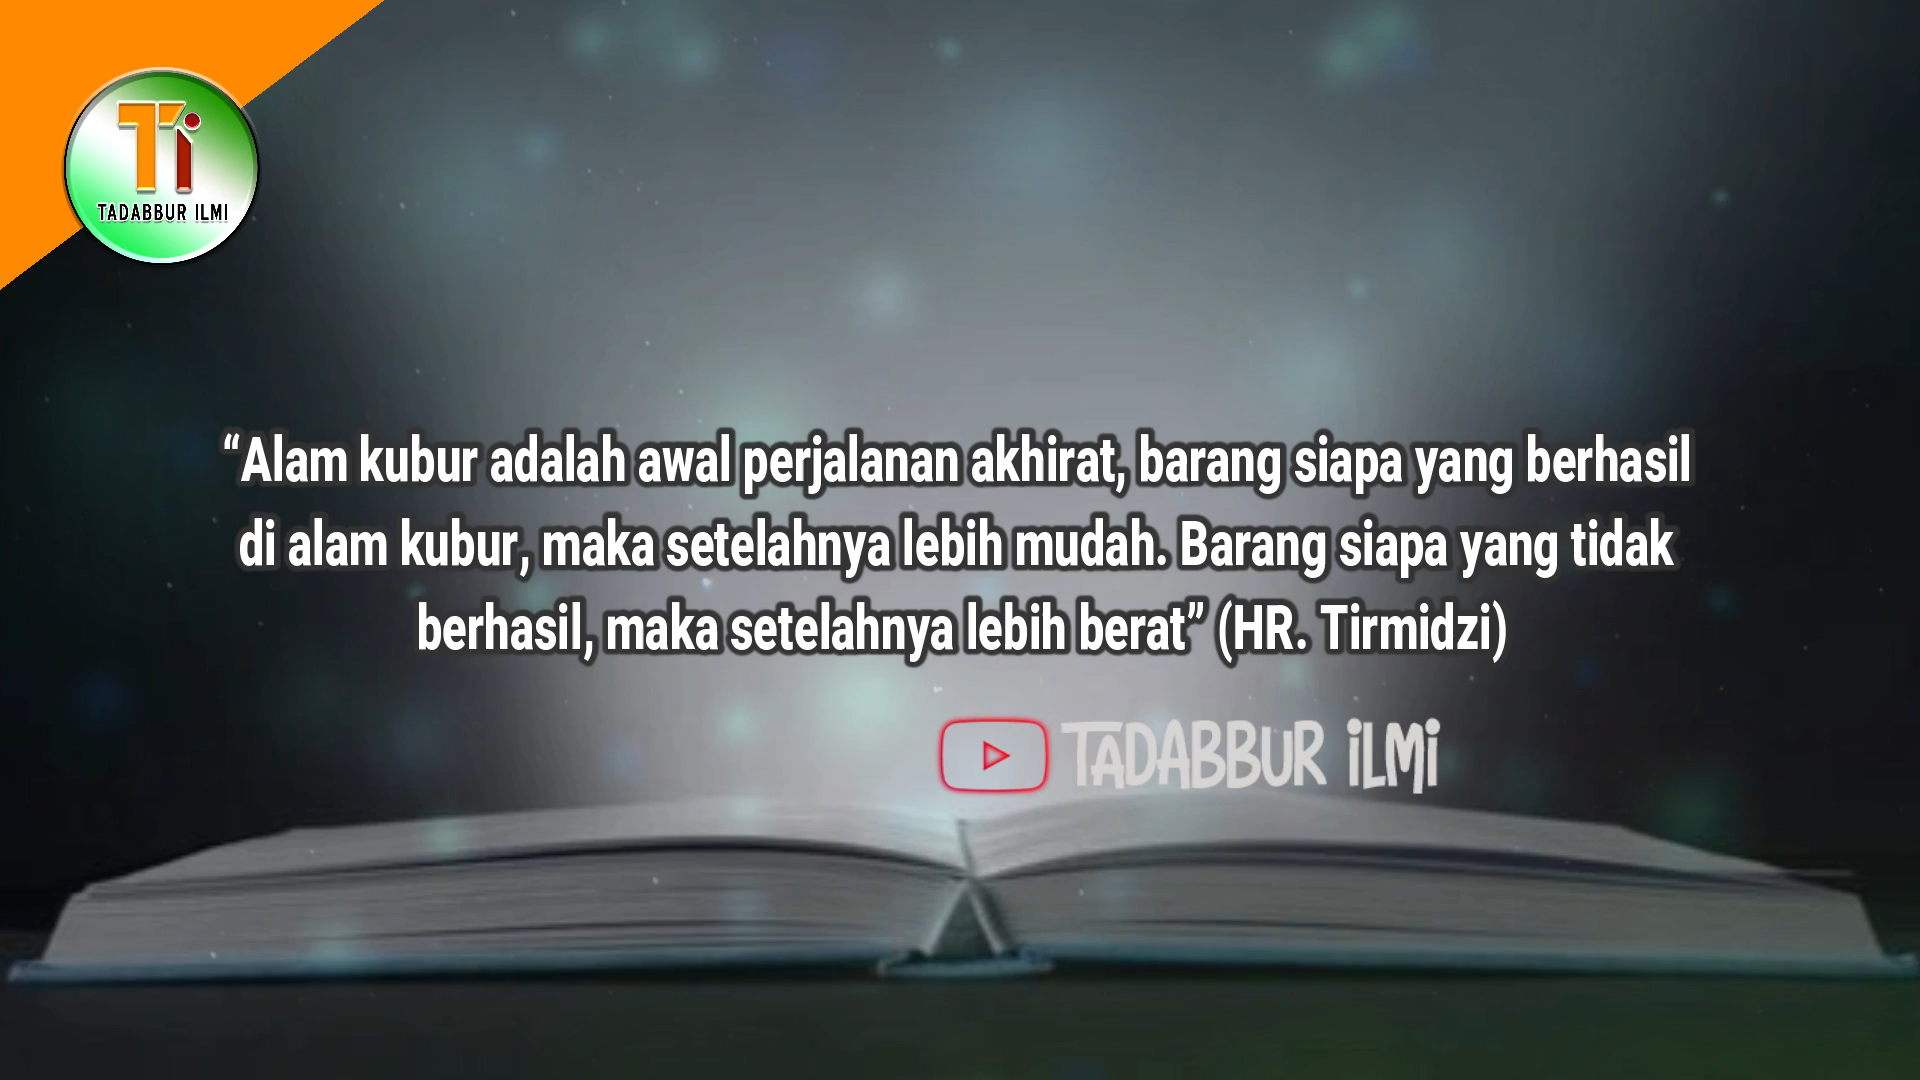 Ti
TADABBUR ILMI
“Alam kubur adalah awal perjalanan akhirat, barang siapa yang berhasil
di alam kubur, maka setelahnya lebih mudah. Barang siapa yang tidak
berhasil, maka setelahnya lebih berat” (HR. Tirmidzi)
TADABBUR iLMi